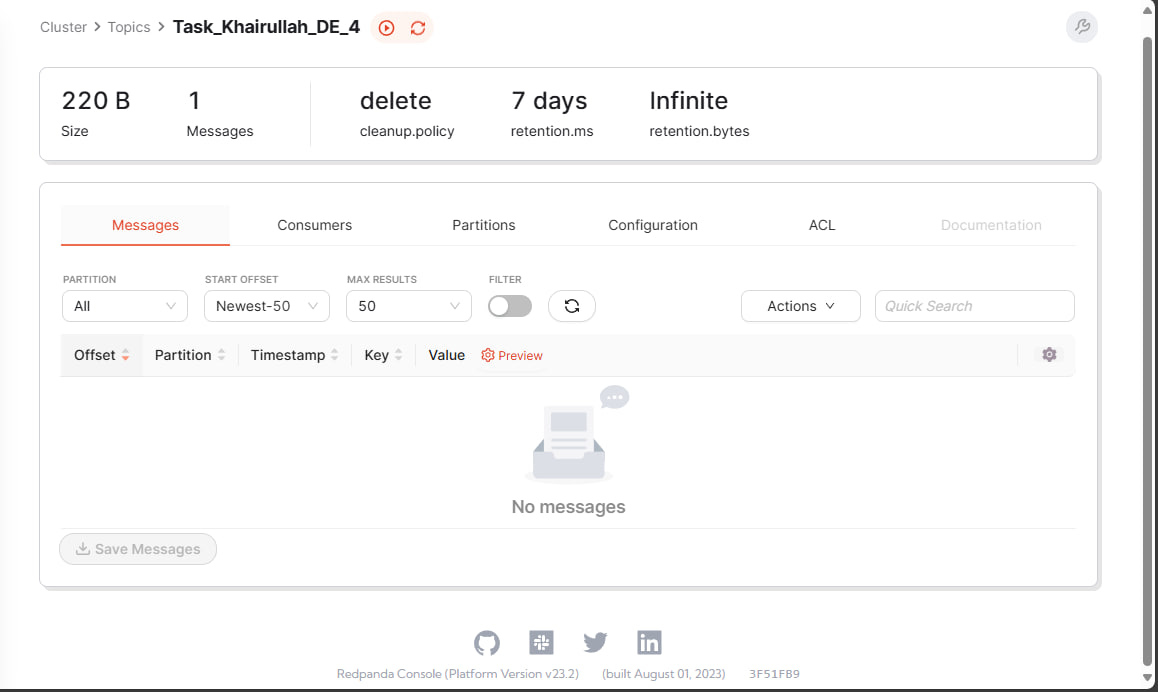 Cluster > Topics > Task_Khairullah_DE_4
220 B 1 delete 7 days Infinite
Size Messages cleanup.policy retention.ms retention.bytes
Messages Consumers Partitions Configuration ACL Documentation
PARTITION START OFFSET MAX RESULTS FILTER
All Newest-50 50 Actions Quick Search
Offset Partition Timestamp Key Value Preview
No messages
Save Messages
in
Redpanda Console (Platform Version v23.2) (built August 01, 2023) 3F51FB9